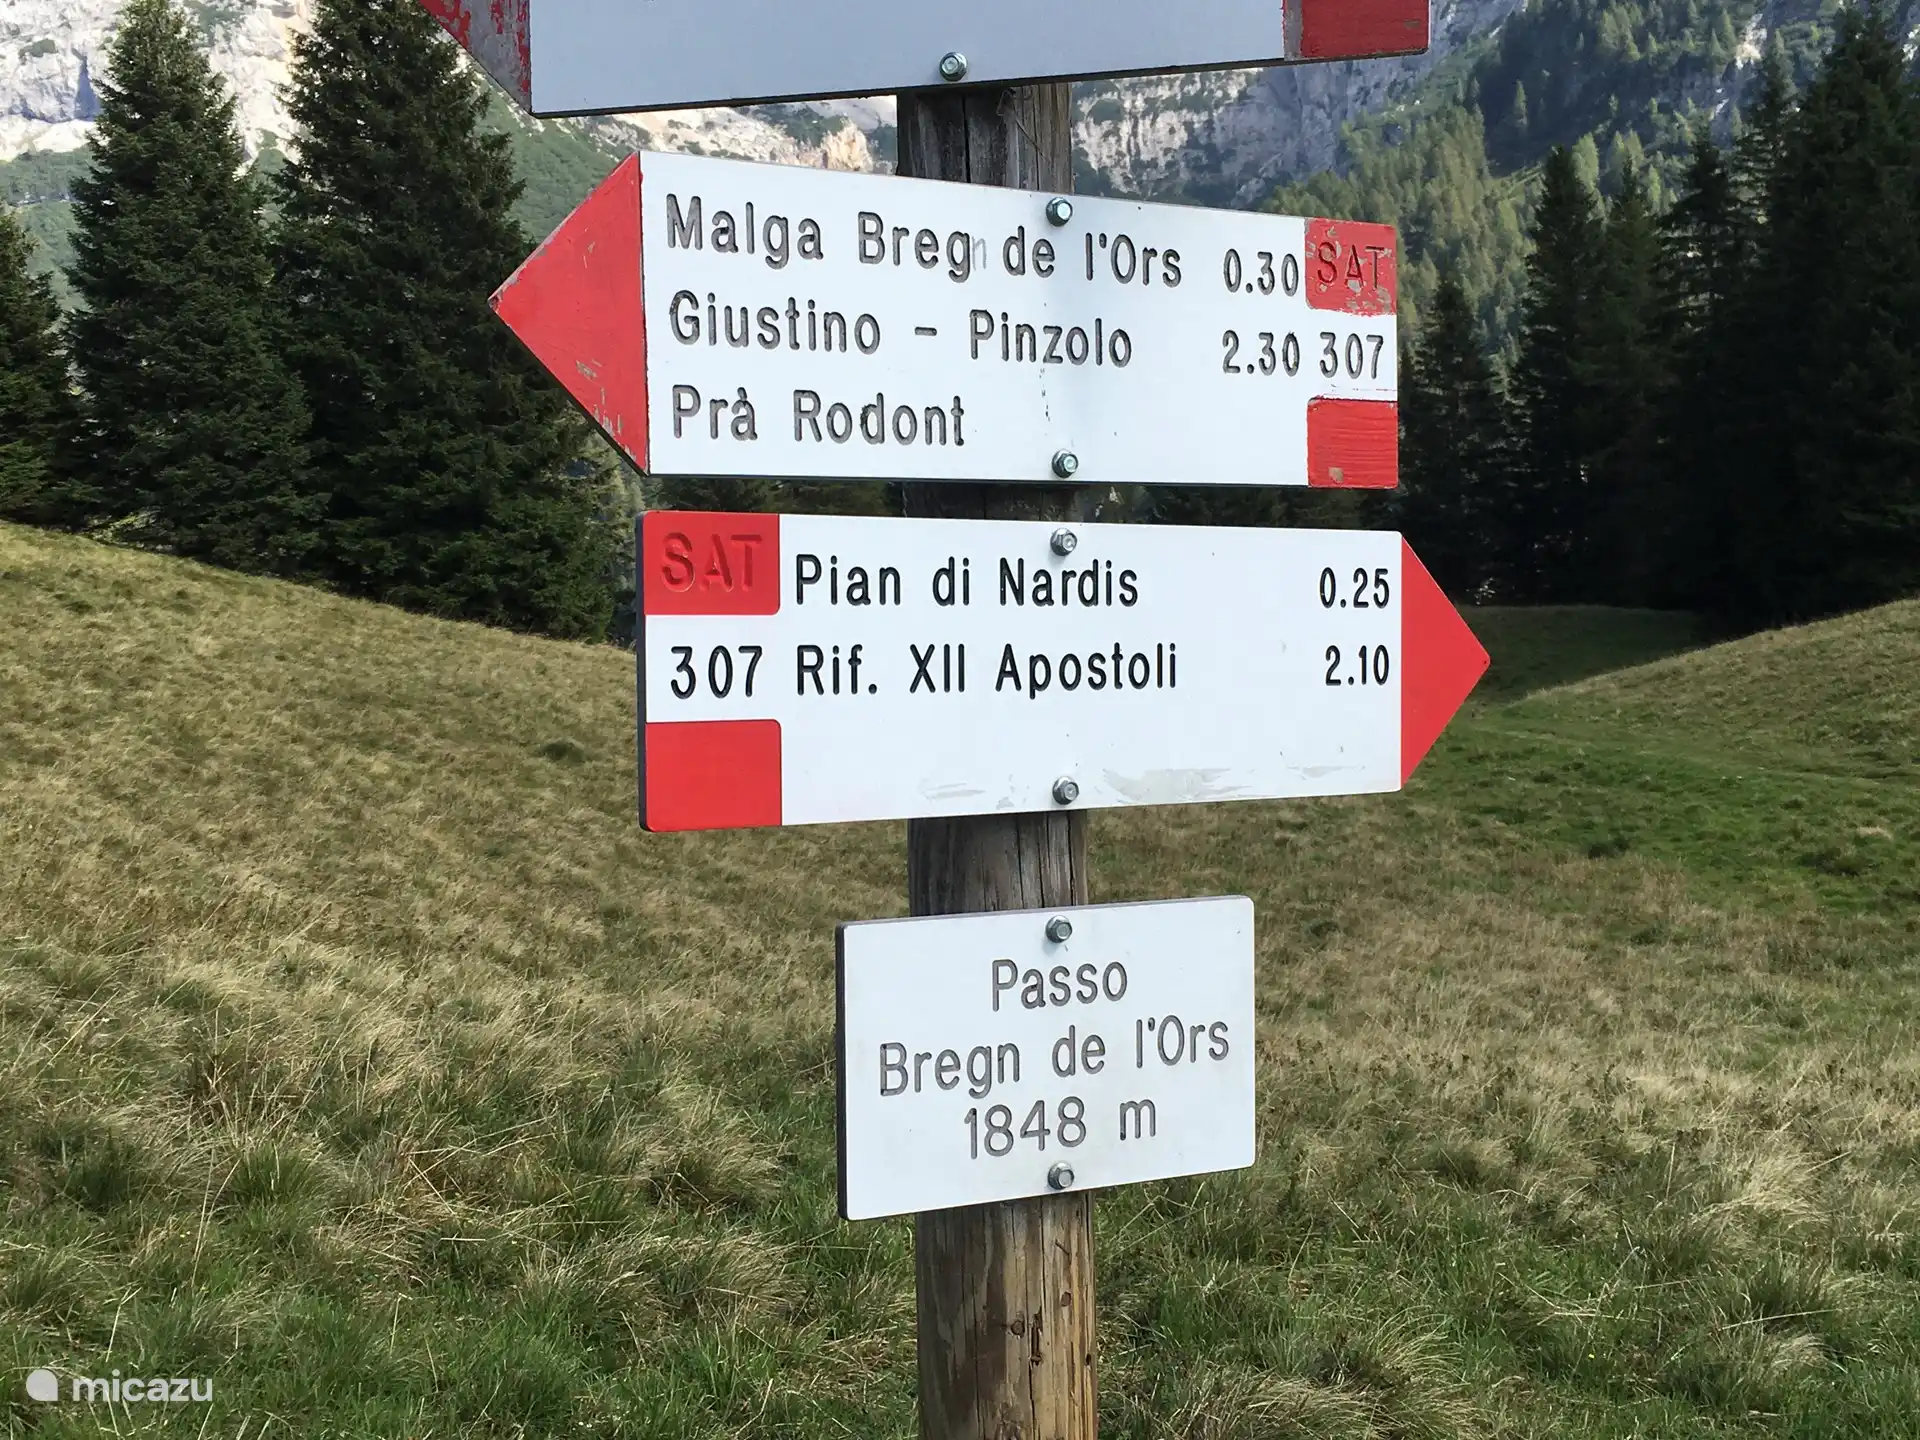 Malga Bregn de l'Ors 0.30 SAT
Giustino - Pinzolo 2.30 307
Prà Rodont
SAT Pian di Nardis 0.25
307 Rif. XII Apostoli 2.10
Passo
Bregn de l'Ors
1848 m
micazu